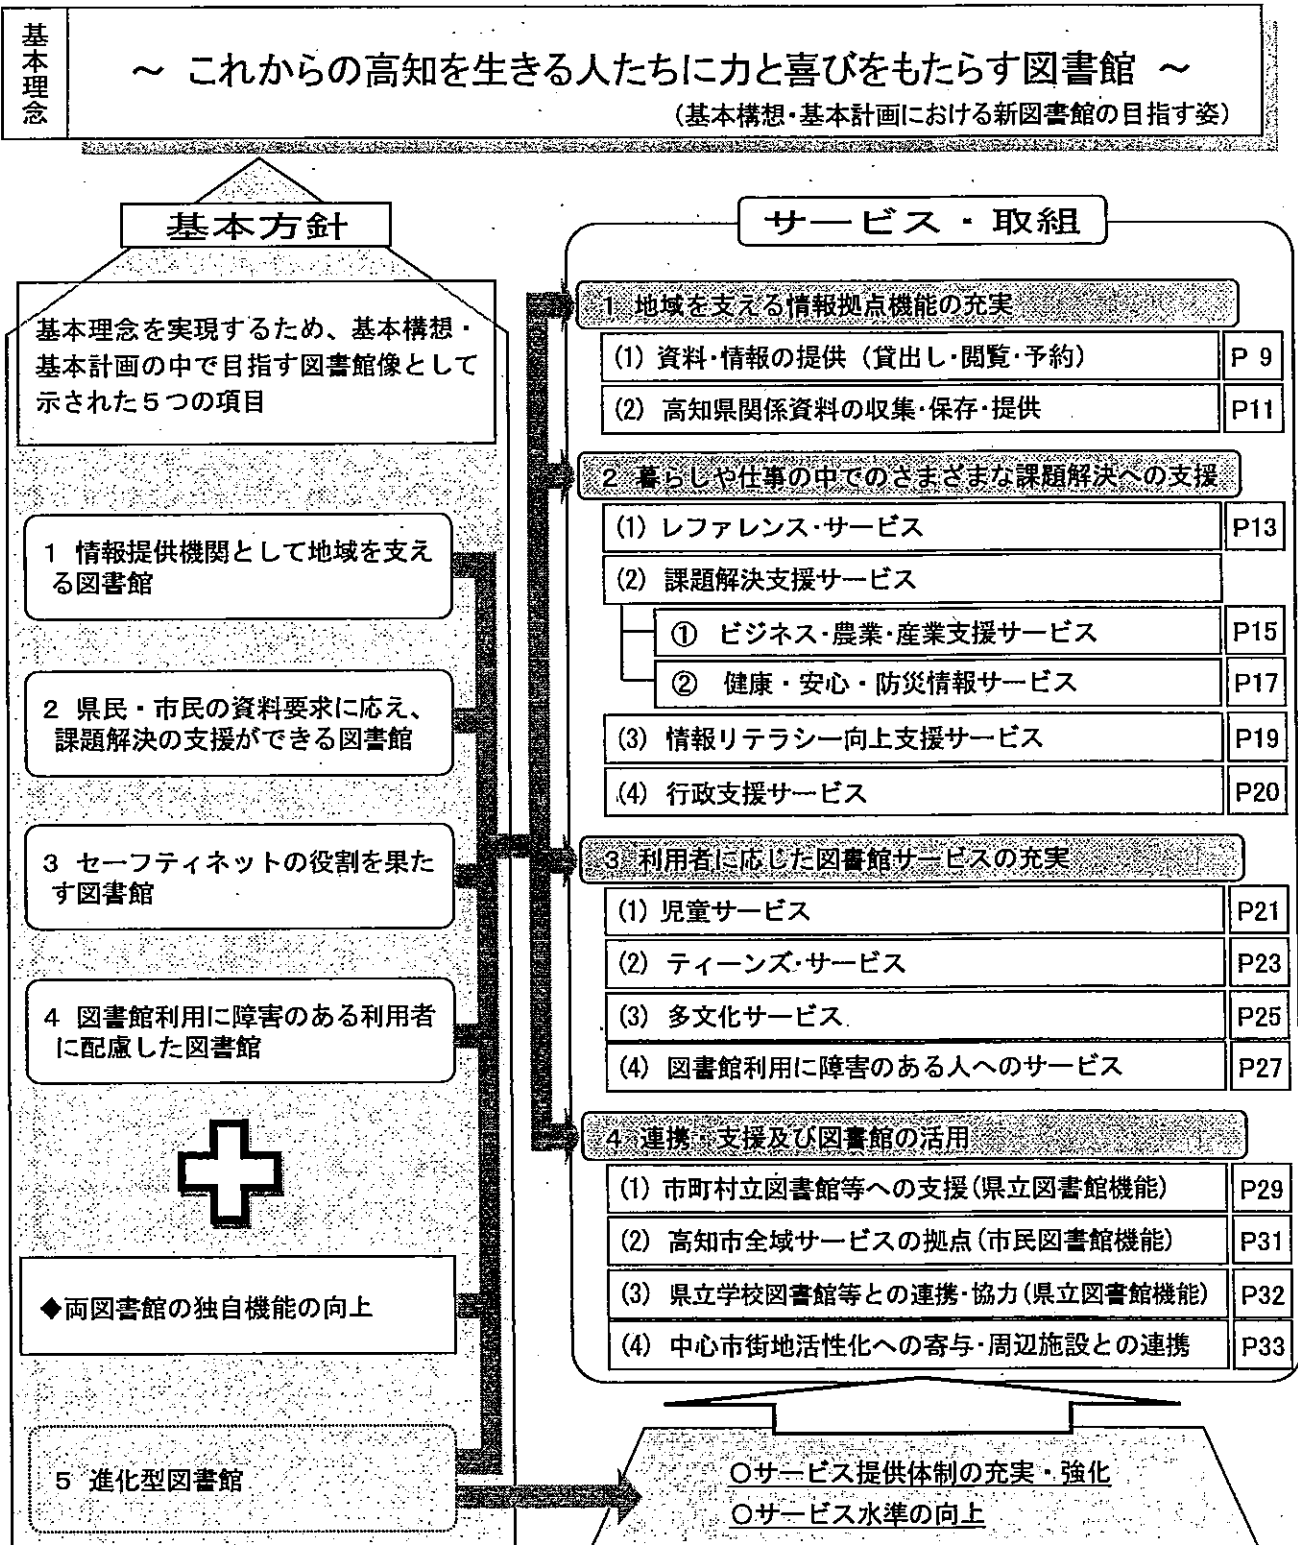 基本理念
～ これからの高知を生きる人たちに力と喜びをもたらす図書館 ～
(基本構想・基本計画における新図書館の目指す姿)
基本方針
基本理念を実現するため、基本構想・
基本計画の中で目指す図書館像として
示された５つの項目
1 情報提供機関として地域を支え
る図書館
2 県民・市民の資料要求に応え、
課題解決の支援ができる図書館
3 セーフティネットの役割を果た
す図書館
4 図書館利用に障害のある利用者
に配慮した図書館
◆両図書館の独自機能の向上
5 進化型図書館
サービス・取組
1 地域を支える情報拠点機能の充実
(1) 資料・情報の提供（貸出し・閲覧・予約） P 9
(2) 高知県関係資料の収集・保存・提供 P11
2 暮らしや仕事の中でのさまざまな課題解決への支援
(1) レファレンス・サービス P13
(2) 課題解決支援サービス
① ビジネス・農業・産業支援サービス P15
② 健康・安心・防災情報サービス P17
(3) 情報リテラシー向上支援サービス P19
(4) 行政支援サービス P20
3 利用者に応じた図書館サービスの充実
(1) 児童サービス P21
(2) ティーンズ・サービス P23
(3) 多文化サービス P25
(4) 図書館利用に障害のある人へのサービス P27
4 連携・支援及び図書館の活用
(1) 市町村立図書館等への支援(県立図書館機能) P29
(2) 高知市全域サービスの拠点(市民図書館機能) P31
(3) 県立学校図書館等との連携・協力(県立図書館機能) P32
(4) 中心市街地活性化への寄与・周辺施設との連携 P33
○サービス提供体制の充実・強化
○サービス水準の向上